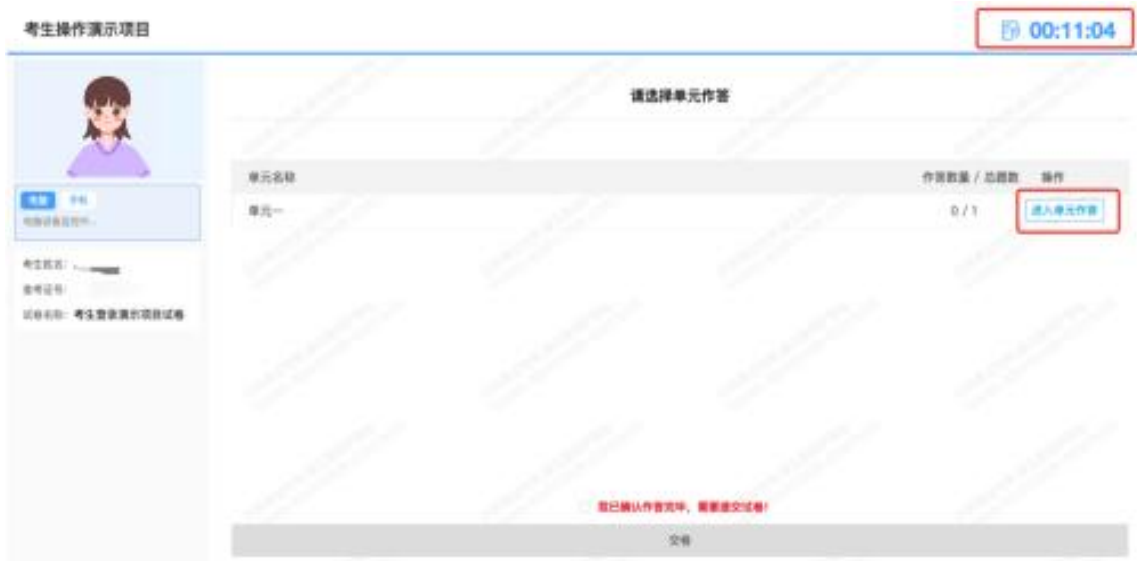 考生操作演示项目
00:11:04
请选择单元作答
单元名称 作答数量 / 总题数 操作
单元一 0 / 1 进入单元作答
电脑 手机
考生姓名:
准考证号:
试卷名称: 考生登录演示项目试卷
我已确认作答完毕，需要提交试卷!
交卷